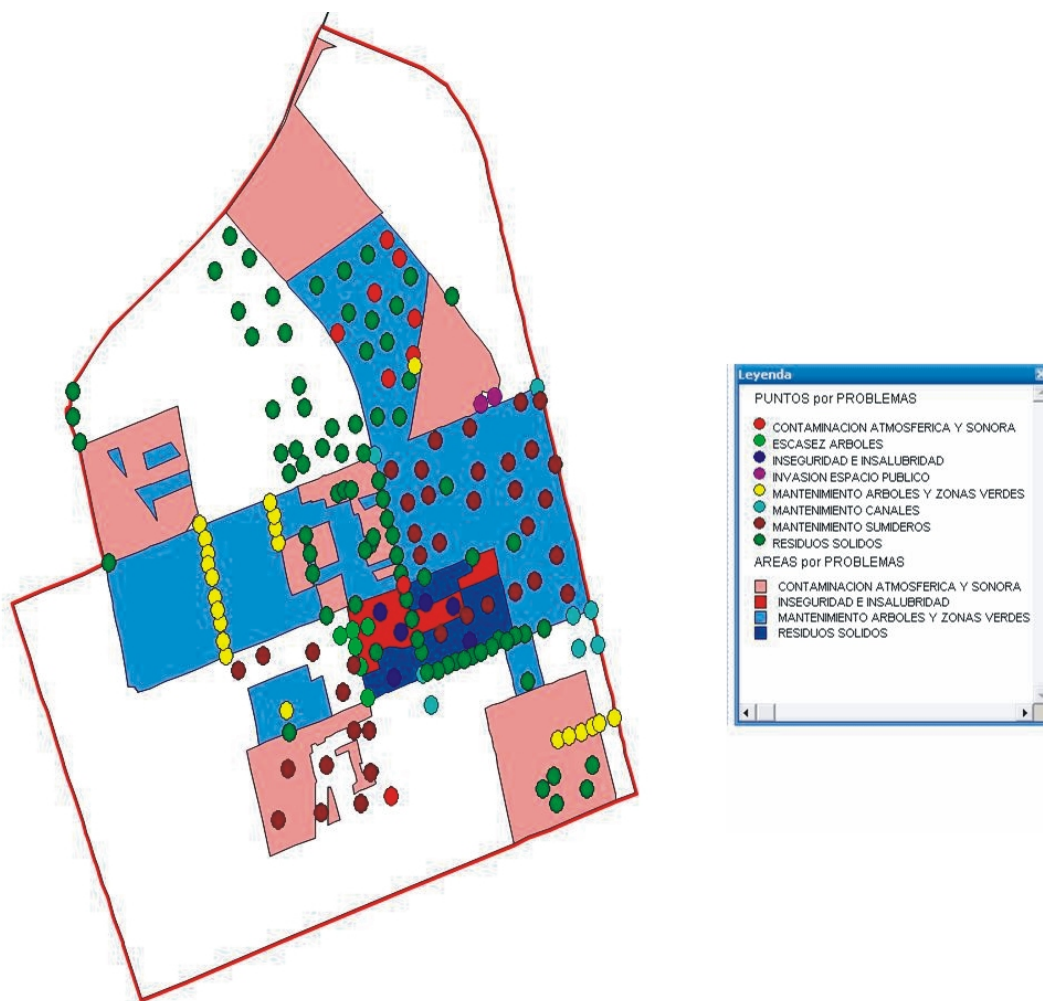 Leyenda
PUNTOS por PROBLEMAS
CONTAMINACION ATMOSFERICA Y SONORA
ESCASEZ ARBOLES
INSEGURIDAD E INSALUBRIDAD
INVASION ESPACIO PUBLICO
MANTENIMIENTO ARBOLES Y ZONAS VERDES
MANTENIMIENTO CANALES
MANTENIMIENTO SUMIDEROS
RESIDUOS SOLIDOS
AREAS por PROBLEMAS
CONTAMINACION ATMOSFERICA Y SONORA
INSEGURIDAD E INSALUBRIDAD
MANTENIMIENTO ARBOLES Y ZONAS VERDES
RESIDUOS SOLIDOS